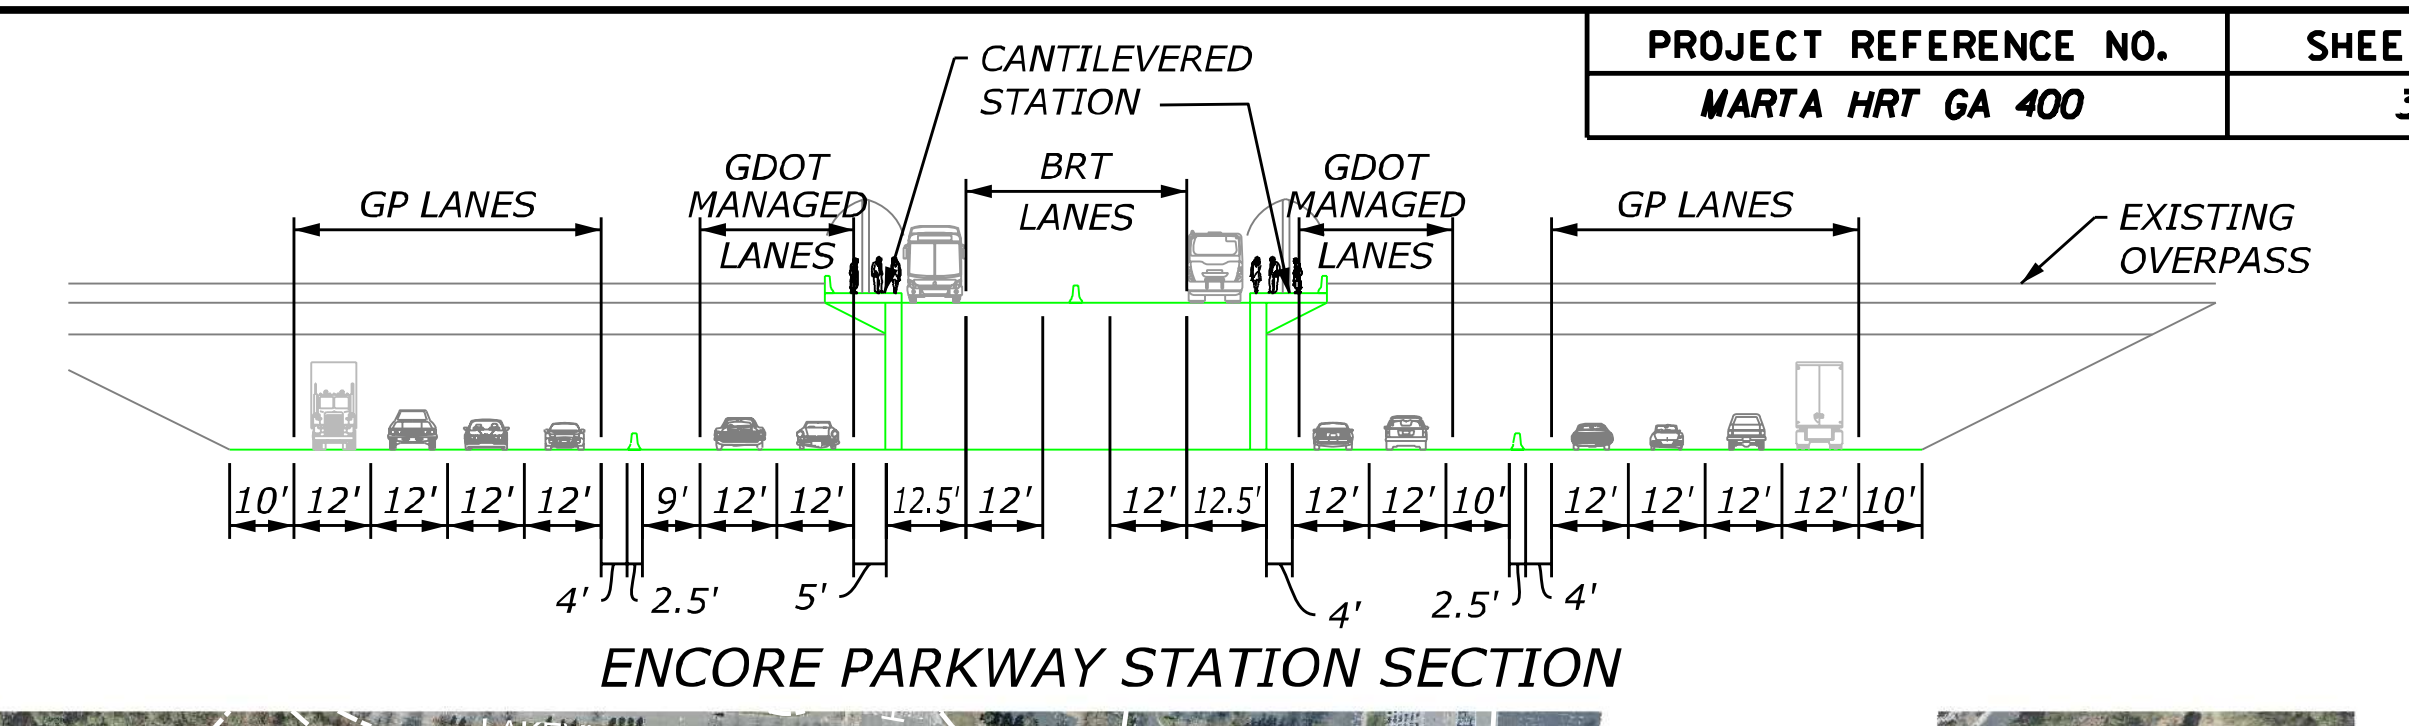 PROJECT REFERENCE NO.
SHEE
MARTA HRT GA 400
CANTILEVERED
STATION
GP LANES
GDOT
MANAGED
LANES
BRT
LANES
GDOT
MANAGED
LANES
GP LANES
EXISTING
OVERPASS
10' 12' 12' 12' 12' 9' 12' 12' 12.5' 12' 12' 12.5' 12' 12' 10' 12' 12' 12' 12' 10'
4' 2.5' 5' 4' 2.5' 4'
ENCORE PARKWAY STATION SECTION